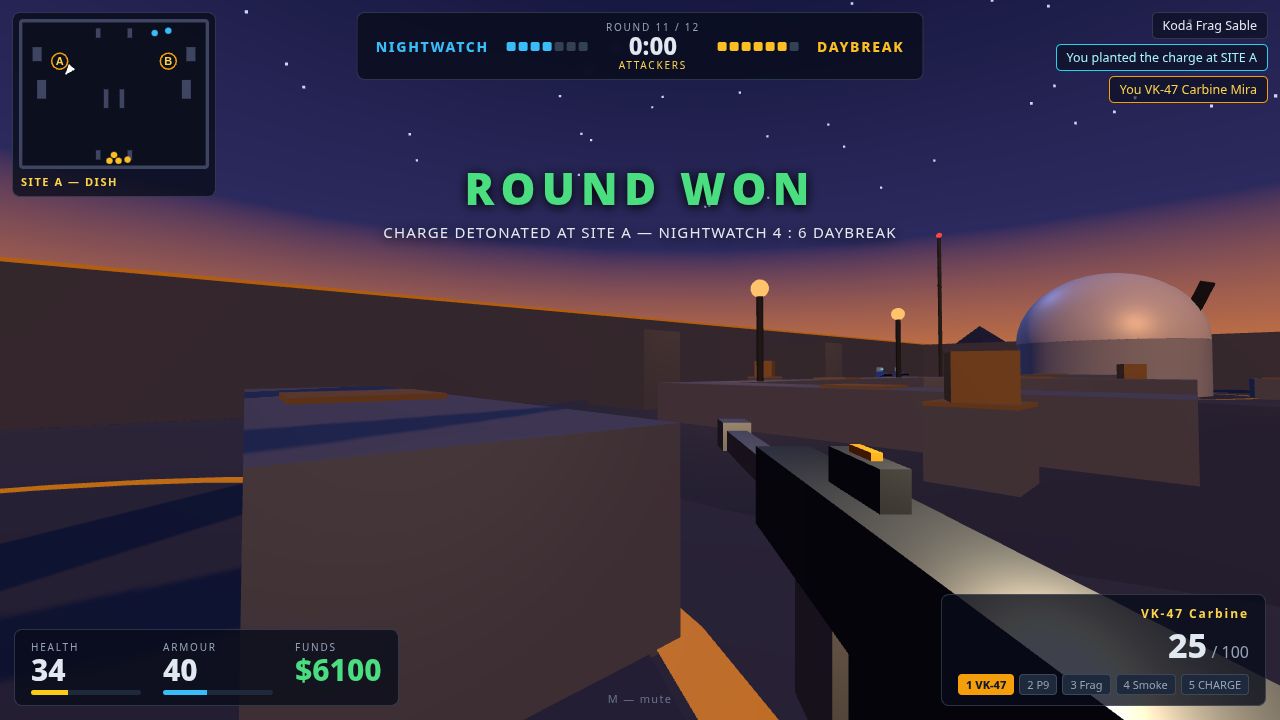 A
B
SITE A — DISH
NIGHTWATCH
ROUND 11 / 12
0:00
ATTACKERS
DAYBREAK
Koda Frag Sable
You planted the charge at SITE A
You VK-47 Carbine Mira
ROUND WON
CHARGE DETONATED AT SITE A — NIGHTWATCH 4 : 6 DAYBREAK
HEALTH
34
ARMOUR
40
FUNDS
$6100
M — mute
VK-47 Carbine
25 / 100
1 VK-47 2 P9 3 Frag 4 Smoke 5 CHARGE